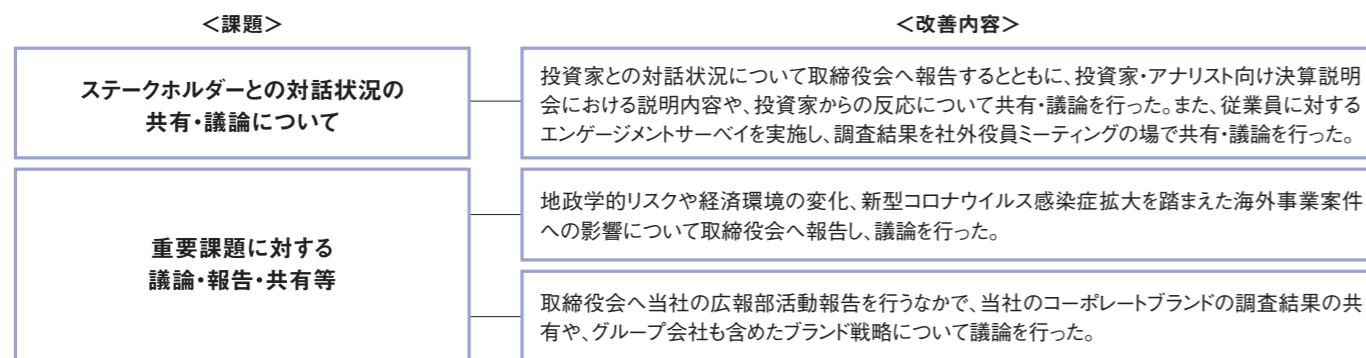 ＜課題＞
＜改善内容＞
ステークホルダーとの対話状況の
共有・議論について
投資家との対話状況について取締役会へ報告するとともに、投資家・アナリスト向け決算説明
会における説明内容や、投資家からの反応について共有・議論を行った。また、従業員に対する
エンゲージメントサーベイを実施し、調査結果を社外役員ミーティングの場で共有・議論を行った。
重要課題に対する
議論・報告・共有等
地政学的リスクや経済環境の変化、新型コロナウイルス感染症拡大を踏まえた海外事業案件
への影響について取締役会へ報告し、議論を行った。
取締役会へ当社の広報部活動報告を行うなかで、当社のコーポレートブランドの調査結果の共
有や、グループ会社も含めたブランド戦略について議論を行った。